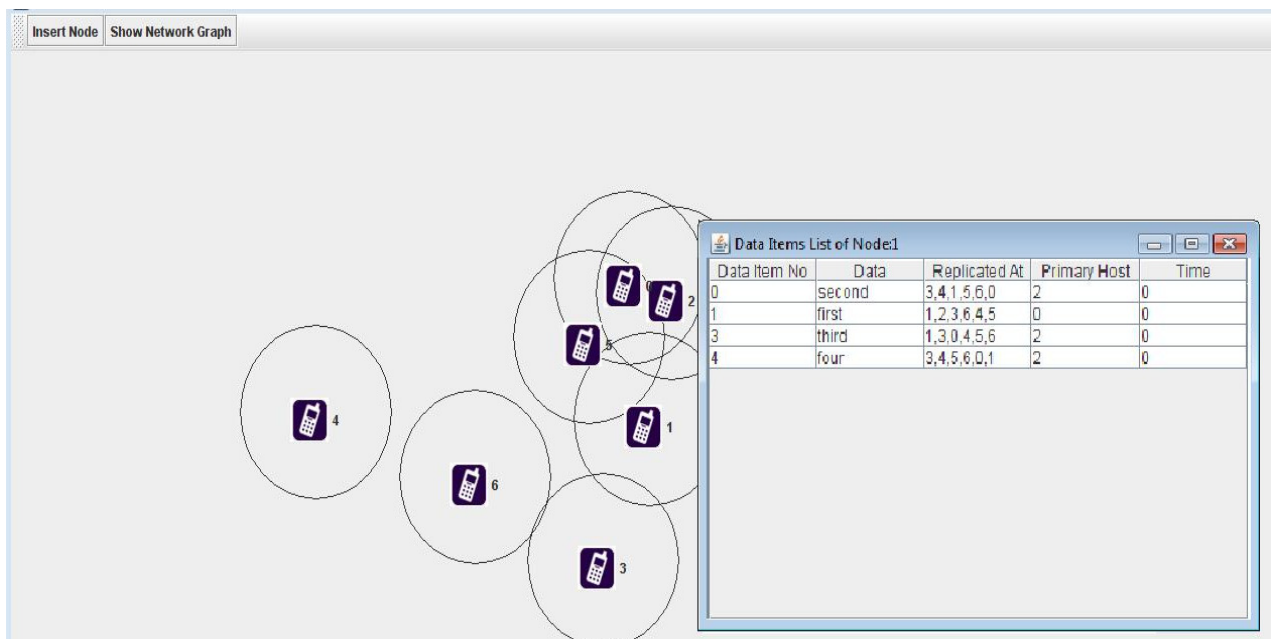 Insert Node Show Network Graph
Data Items List of Node:1
Data Item No Data Replicated At Primary Host Time
0 second 3,4,1,5,6,0 2 0
1 first 1,2,3,6,4,5 0 0
3 third 1,3,0,4,5,6 2 0
4 four 3,4,5,6,0,1 2 0
2
5
4
1
6
3